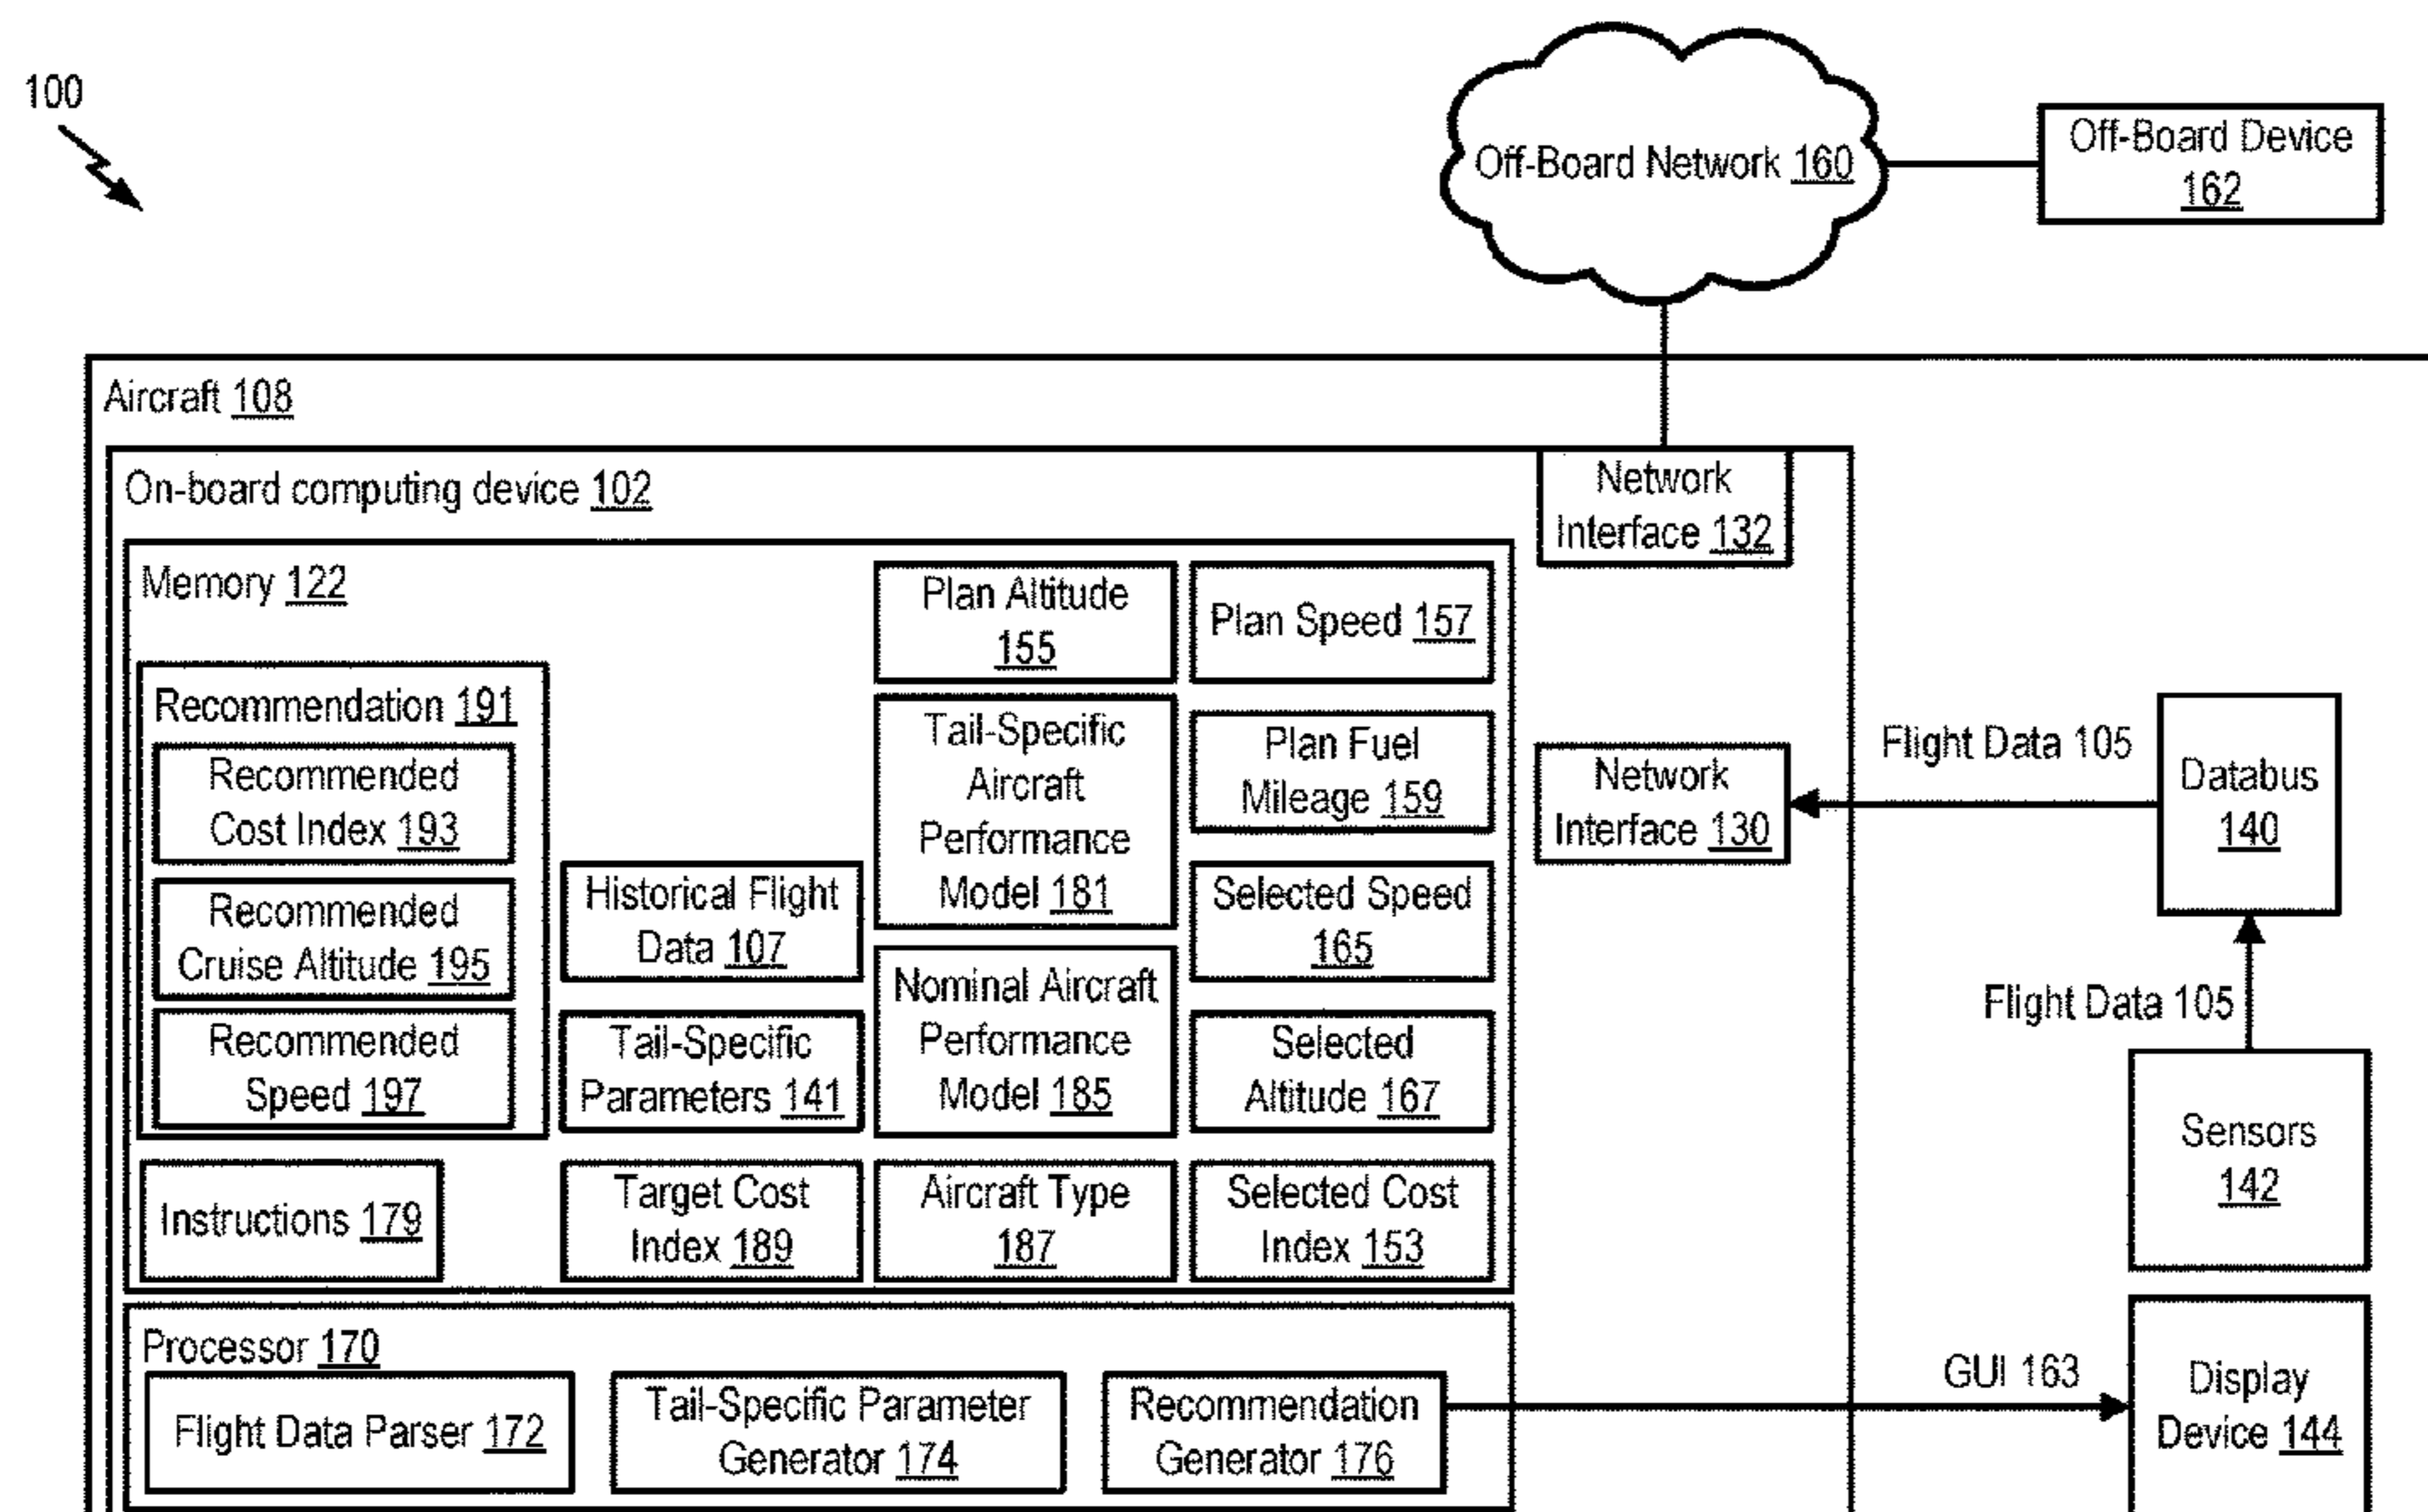 100
Off-Board Network 160
Off-Board Device
162
Aircraft 108
On-board computing device 102
Network
Interface 132
Memory 122
Plan Altitude
155
Plan Speed 157
Recommendation 191
Recommended
Cost Index 193
Recommended
Cruise Altitude 195
Recommended
Speed 197
Historical Flight
Data 107
Tail-Specific
Parameters 141
Tail-Specific
Aircraft
Performance
Model 181
Nominal Aircraft
Performance
Model 185
Plan Fuel
Mileage 159
Selected Speed
165
Selected
Altitude 167
Instructions 179
Target Cost
Index 189
Aircraft Type
187
Selected Cost
Index 153
Network
Interface 130
Flight Data 105
Databus
140
Flight Data 105
Sensors
142
Processor 170
Flight Data Parser 172
Tail-Specific Parameter
Generator 174
Recommendation
Generator 176
GUI 163
Display
Device 144